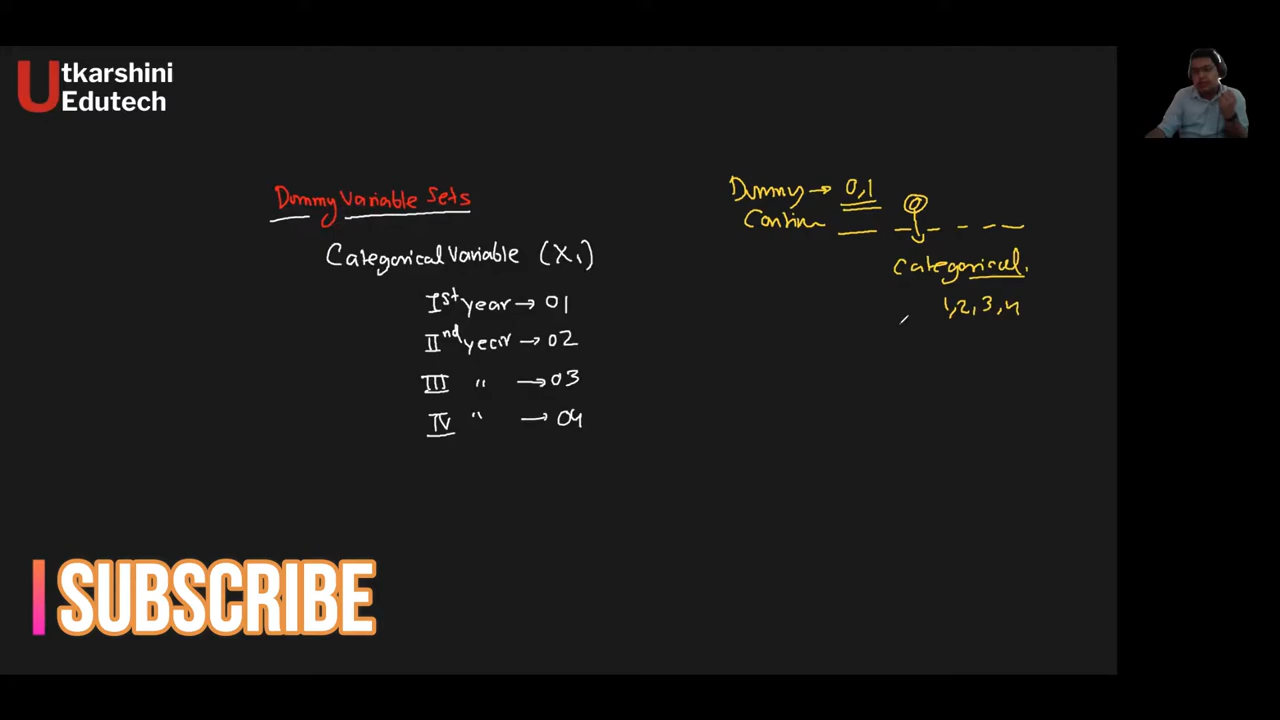 Utkarshini
Edutech
Dummy Variable Sets
Categorical Variable (X₁)
Iˢᵗ year → 01
IIⁿᵈ year → 02
III " → 03
IV " → 04
Dummy → 0,1
Contin
Categorical.
1,2,3,4
SUBSCRIBE